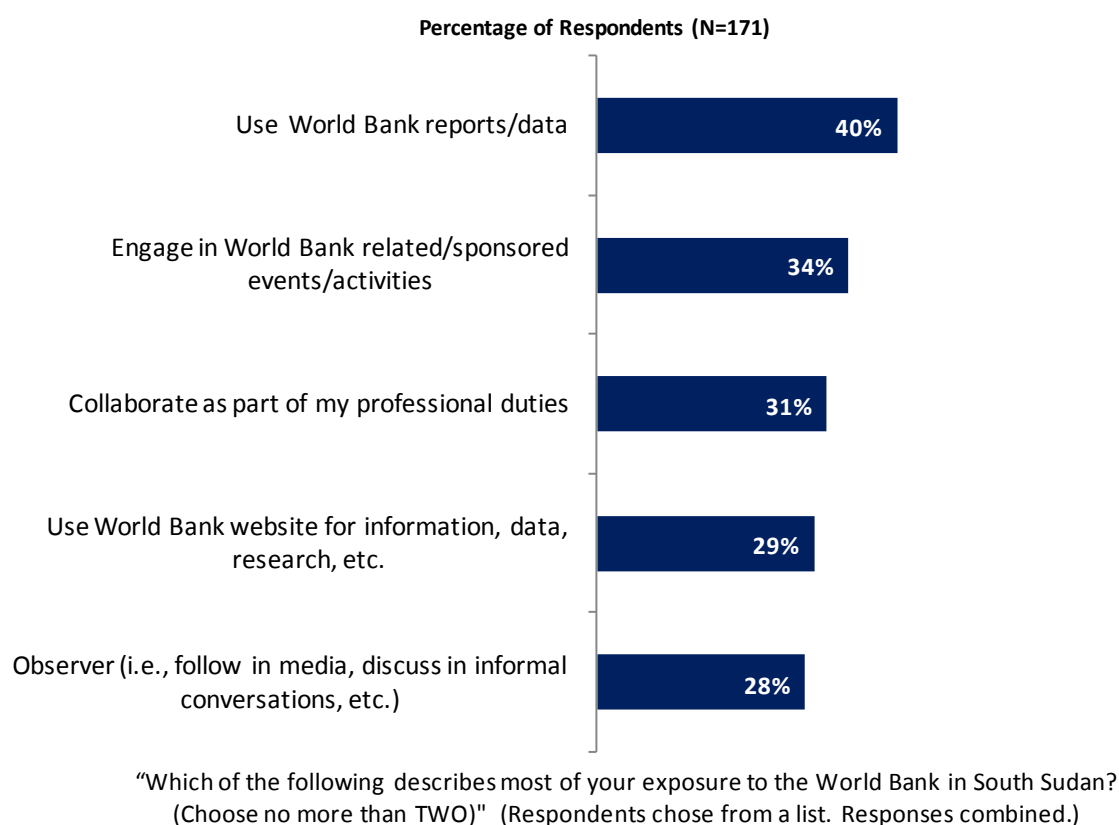 Percentage of Respondents (N=171)
Use World Bank reports/data
40%
Engage in World Bank related/sponsored
events/activities
34%
Collaborate as part of my professional duties
31%
Use World Bank website for information, data,
research, etc.
29%
Observer (i.e., follow in media, discuss in informal
conversations, etc.)
28%
“Which of the following describes most of your exposure to the World Bank in South Sudan?
(Choose no more than TWO)" (Respondents chose from a list. Responses combined.)